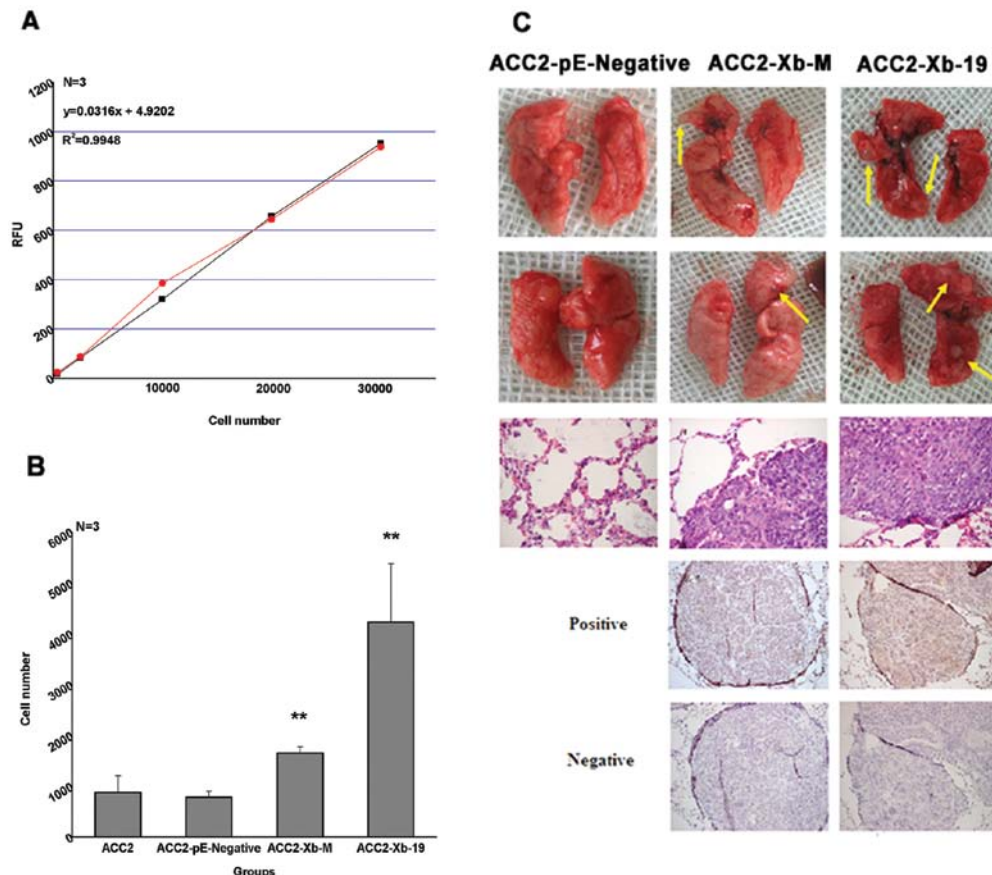 A
N=3
y=0.0316x + 4.9202
R²=0.9948
1200
1000
800
600
400
200
0
RFU
10000 20000 30000
Cell number
B
N=3
6000
5000
4000
3000
2000
1000
0
Cell number
**
**
ACC2 ACC2-pE-Negative ACC2-Xb-M ACC2-Xb-19
Groups
C
ACC2-pE-Negative ACC2-Xb-M ACC2-Xb-19
Positive
Negative